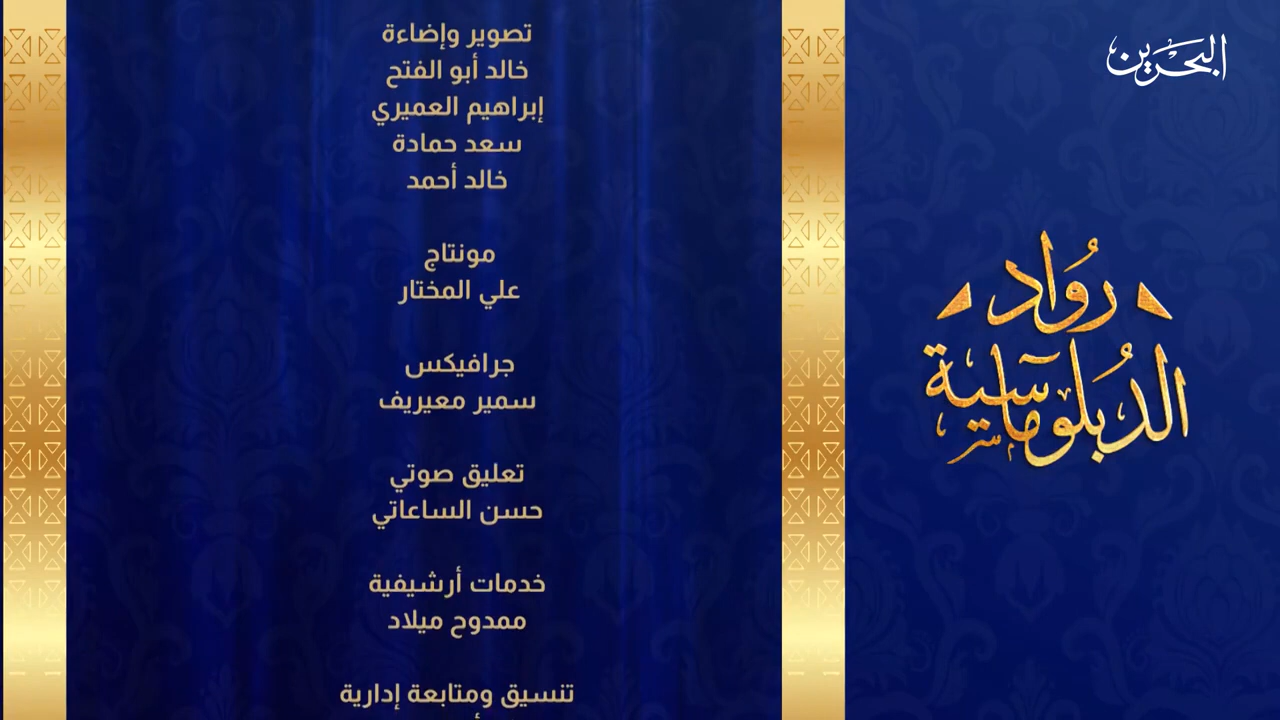 تصوير وإضاءة
خالد أبو الفتح
إبراهيم العميري
سعد حمادة
خالد أحمد
مونتاج
علي المختار
جرافيكس
سمير معيريف
تعليق صوتي
حسن الساعاتي
خدمات أرشيفية
ممدوح ميلاد
تنسيق ومتابعة إدارية
البحرين
رُواد
الدبلوماسية